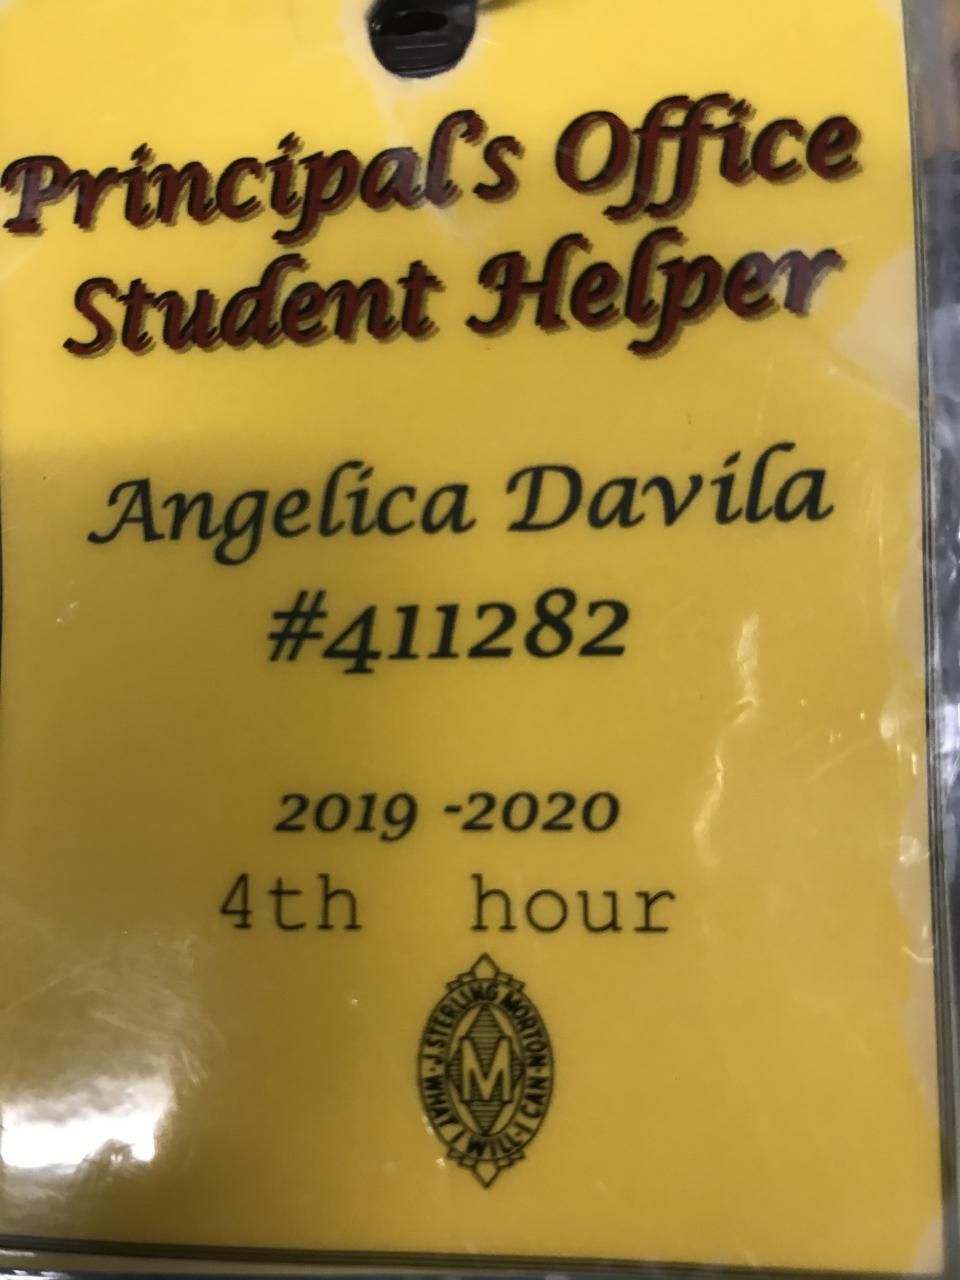 Principal's Office
Student Helper
Angelica Davila
#411282
2019 -2020
4th hour
J STERLING MORTON
M
WHAT I WILL · I CAN